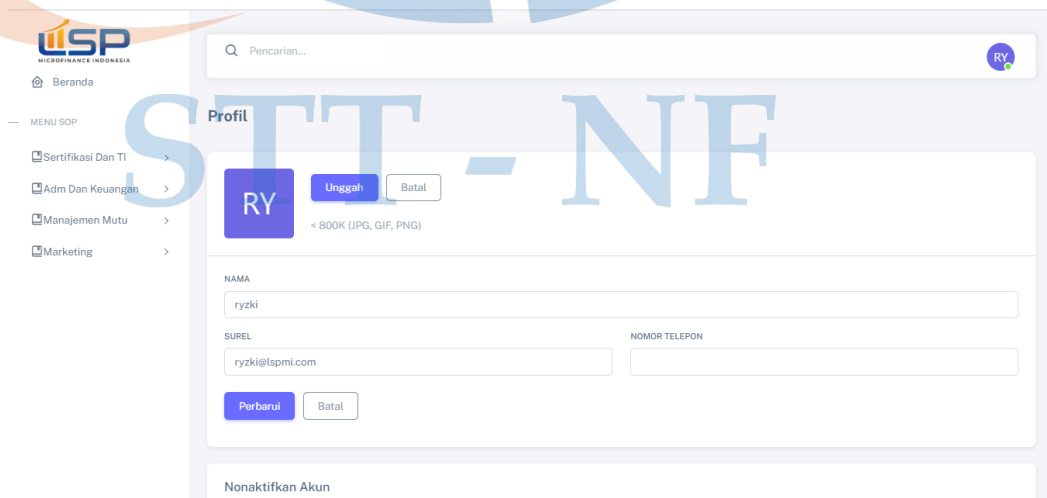 LSP
MICROFINANCE INDONESIA
Beranda
MENU SOP
Sertifikasi Dan TI
Adm Dan Keuangan
Manajemen Mutu
Marketing
Pencarian...
RY
Profil
STT - NF
RY
Unggah
Batal
< 800K (JPG, GIF, PNG)
NAMA
ryzki
SUREL
NOMOR TELEPON
ryzki@lspmi.com
Perbarui
Batal
Nonaktifkan Akun